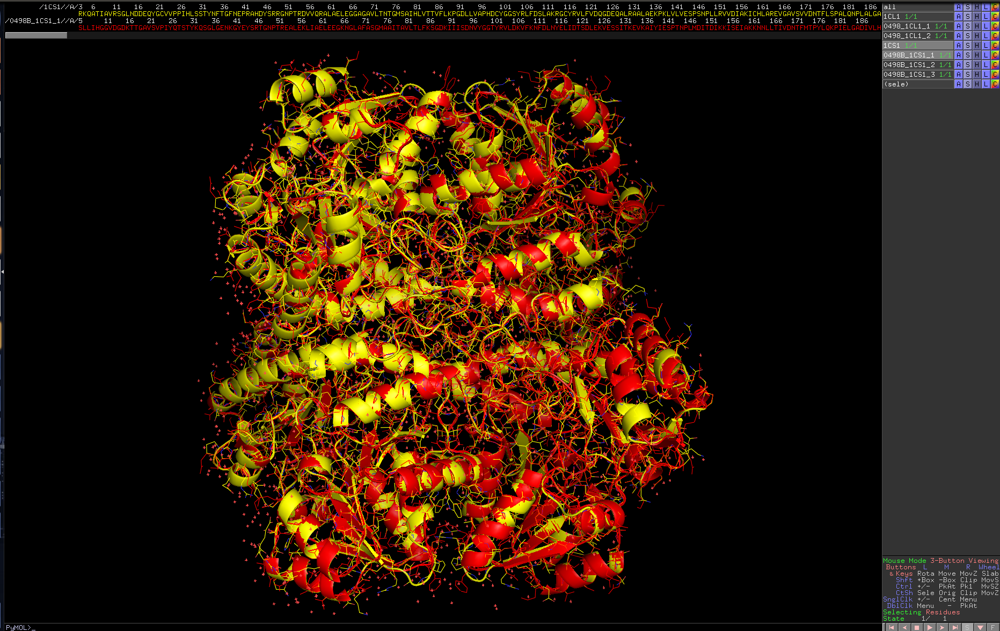 /1CS1//A/3 6 11 16 21 26 31 36 41 46 51 56 61 66 71 76 81 86 91 96 101 106 111 116 121 126 131 136 141 146 151 156 161 166 171 176 181 186
RKQATIAVRSGLNDDEQYGCVVPPIHLSSTYNFTGFNEPRAHDYSRRGNPTRDVVQRALAELEGGAGAVLTNTGMSAIHLVTTVFLKPGDLLVAPHDCYGGSYRLFDSLAKRGCYRVLFVDQGDEQALRAALAEKPKLVLVESPSNPLLRVVDIAKICHLAREVGAVSVVDNTFLSPALQNPLALGA
/0498B_1CS1_1//A/5 11 16 21 26 31 36 41 46 51 56 61 66 71 76 81 86 91 96 101 106 111 116 121 126 131 136 141 146 151 156 161 166 171 176 181 186
SLLIHGGVDGDKTTGAVSVPIYQTSTYKQSGLGENKGYEYSRTGNPTREALEKLIAELEEGKNGLAFASGMAAITAVLTLFKSGDKIIISDNVYGGTYRVLDKVFKNFDLNYELIDTSDLEKVESSITKEVKAIYIESPTNPLMDITDIKKISEIAKKNNLLTIVDNTFMTPYLQKPIELGADIVLH
all A S H L C
1CL1 1/1 A S H L C
0498_1CL1_1 1/1 A S H L C
0498_1CL1_2 1/1 A S H L C
1CS1 1/1 A S H L C
0498B_1CS1_1 1/1 A S H L C
0498B_1CS1_2 1/1 A S H L C
0498B_1CS1_3 1/1 A S H L C
(sele) A S H L C
Mouse Mode 3-Button Viewing
Buttons L M R Wheel
& Keys Rota Move MovZ Slab
Shft +Box -Box Clip MovS
Ctrl +/- PkAt Pk1 MvSZ
CtSh Sele Orig Clip MovZ
SnglClk +/- Cent Menu
DblClk Menu - PkAt
Selecting Residues
State 1/ 1
S F
PyMOL>_